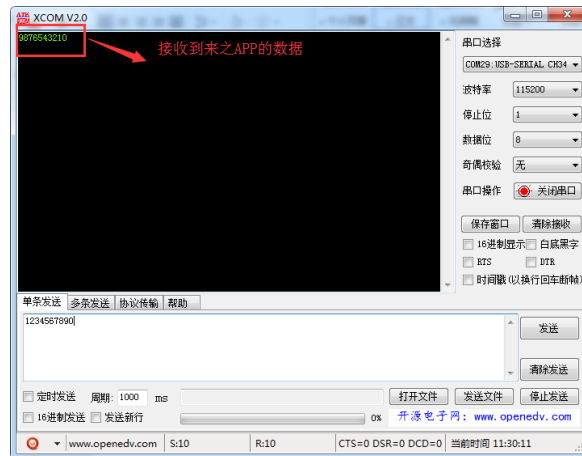 XCOM V2.0
9876543210
接收到来之APP的数据
串口选择
COM29:USB-SERIAL CH34
波特率
115200
停止位
1
数据位
8
奇偶校验
无
串口操作
关闭串口
保存窗口
清除接收
16进制显示
白底黑字
RTS
DTR
时间戳(以换行回车断帧)
单条发送
多条发送
协议传输
帮助
1234567890
发送
清除发送
定时发送
周期:
1000
ms
打开文件
发送文件
停止发送
16进制发送
发送新行
0%
开源电子网: www.openedv.com
www.openedv.com
S:10
R:10
CTS=0 DSR=0 DCD=0
当前时间 11:30:11